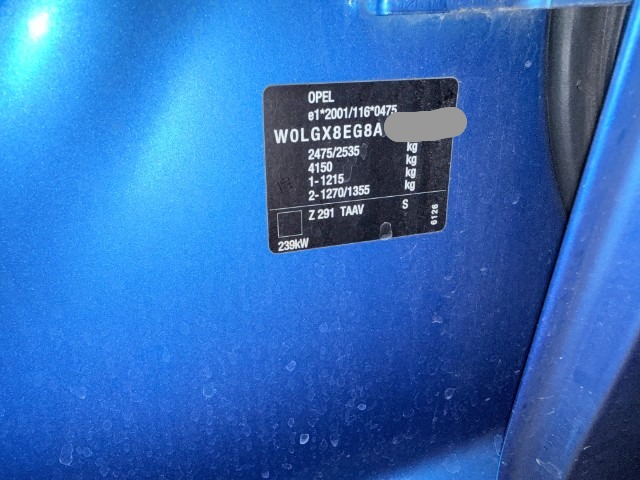 OPEL
e1*2001/116*0475
W0LGX8EG8A
2475/2535 kg
4150 kg
1-1215 kg
2-1270/1355 kg
Z 291 TAAV S
239kW
6126